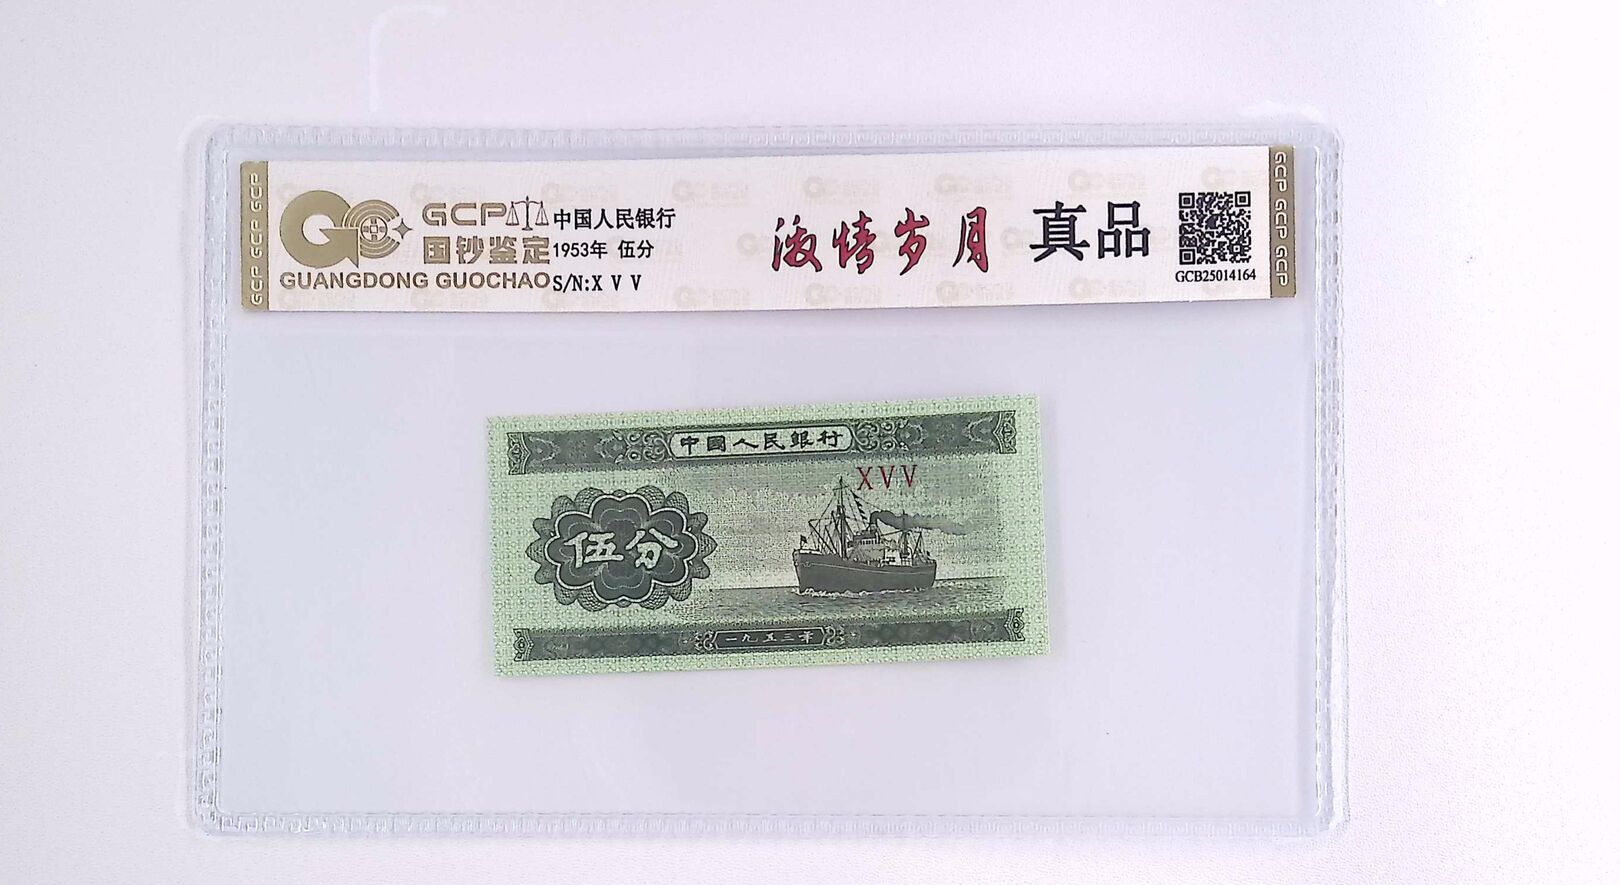 GCP GCP GCP
GCP
国钞鉴定
GUANGDONG GUOCHAO
中国人民银行
1953年 伍分
S/N:X V V
激情岁月
真品
GCB25014164
GCP GCP GCP
中國人民銀行
XVV
伍分
一九五三年